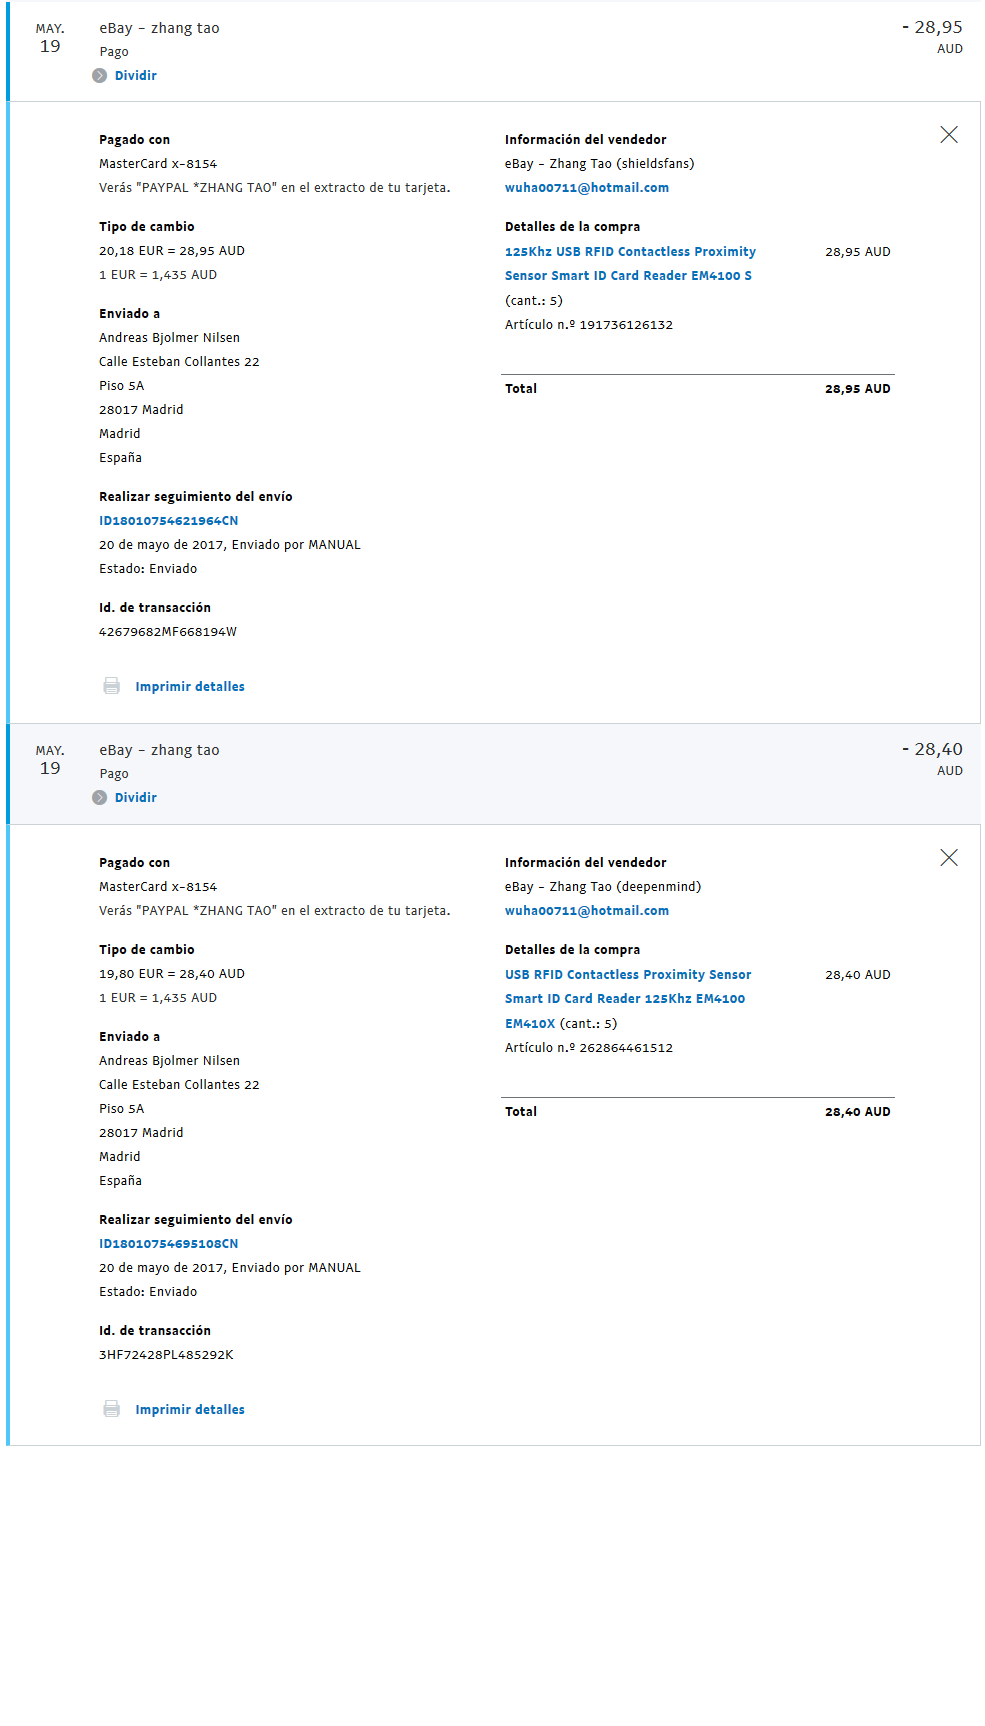 MAY.
19
eBay - zhang tao
Pago
Dividir
- 28,95
AUD
Pagado con
MasterCard x-8154
Verás "PAYPAL *ZHANG TAO" en el extracto de tu tarjeta.
Tipo de cambio
20,18 EUR = 28,95 AUD
1 EUR = 1,435 AUD
Enviado a
Andreas Bjolmer Nilsen
Calle Esteban Collantes 22
Piso 5A
28017 Madrid
Madrid
España
Realizar seguimiento del envío
ID18010754621964CN
20 de mayo de 2017, Enviado por MANUAL
Estado: Enviado
Id. de transacción
42679682MF668194W
Imprimir detalles
Información del vendedor
eBay - Zhang Tao (shieldsfans)
wuha00711@hotmail.com
Detalles de la compra
125Khz USB RFID Contactless Proximity 28,95 AUD
Sensor Smart ID Card Reader EM4100 S
(cant.: 5)
Artículo n.º 191736126132
Total 28,95 AUD
MAY.
19
eBay - zhang tao
Pago
Dividir
- 28,40
AUD
Pagado con
MasterCard x-8154
Verás "PAYPAL *ZHANG TAO" en el extracto de tu tarjeta.
Tipo de cambio
19,80 EUR = 28,40 AUD
1 EUR = 1,435 AUD
Enviado a
Andreas Bjolmer Nilsen
Calle Esteban Collantes 22
Piso 5A
28017 Madrid
Madrid
España
Realizar seguimiento del envío
ID18010754695108CN
20 de mayo de 2017, Enviado por MANUAL
Estado: Enviado
Id. de transacción
3HF72428PL485292K
Imprimir detalles
Información del vendedor
eBay - Zhang Tao (deepenmind)
wuha00711@hotmail.com
Detalles de la compra
USB RFID Contactless Proximity Sensor 28,40 AUD
Smart ID Card Reader 125Khz EM4100
EM410X (cant.: 5)
Artículo n.º 262864461512
Total 28,40 AUD